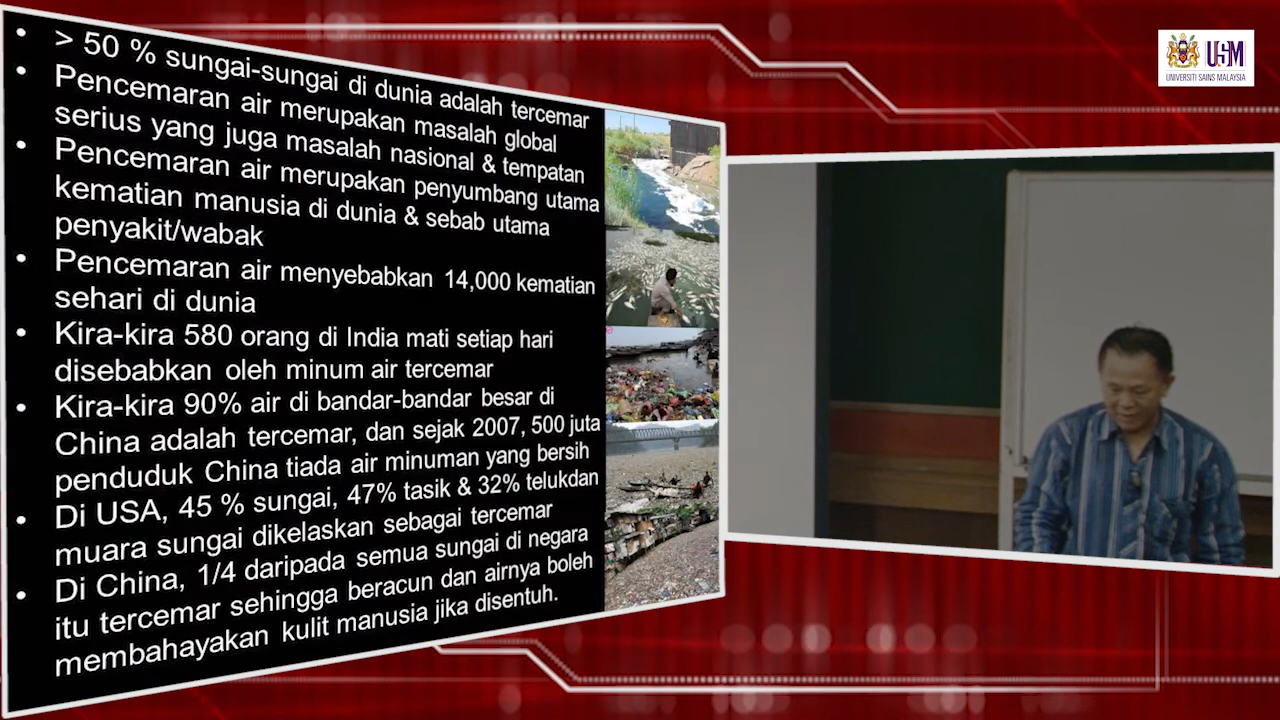 > 50 % sungai-sungai di dunia adalah tercemar
Pencemaran air merupakan masalah global
serius yang juga masalah nasional & tempatan
Pencemaran air merupakan penyumbang utama
kematian manusia di dunia & sebab utama
penyakit/wabak
Pencemaran air menyebabkan 14,000 kematian
sehari di dunia
Kira-kira 580 orang di India mati setiap hari
disebabkan oleh minum air tercemar
Kira-kira 90% air di bandar-bandar besar di
China adalah tercemar, dan sejak 2007, 500 juta
penduduk China tiada air minuman yang bersih
Di USA, 45 % sungai, 47% tasik & 32% telukdan
muara sungai dikelaskan sebagai tercemar
Di China, 1/4 daripada semua sungai di negara
itu tercemar sehingga beracun dan airnya boleh
membahayakan kulit manusia jika disentuh.
USM
UNIVERSITI SAINS MALAYSIA